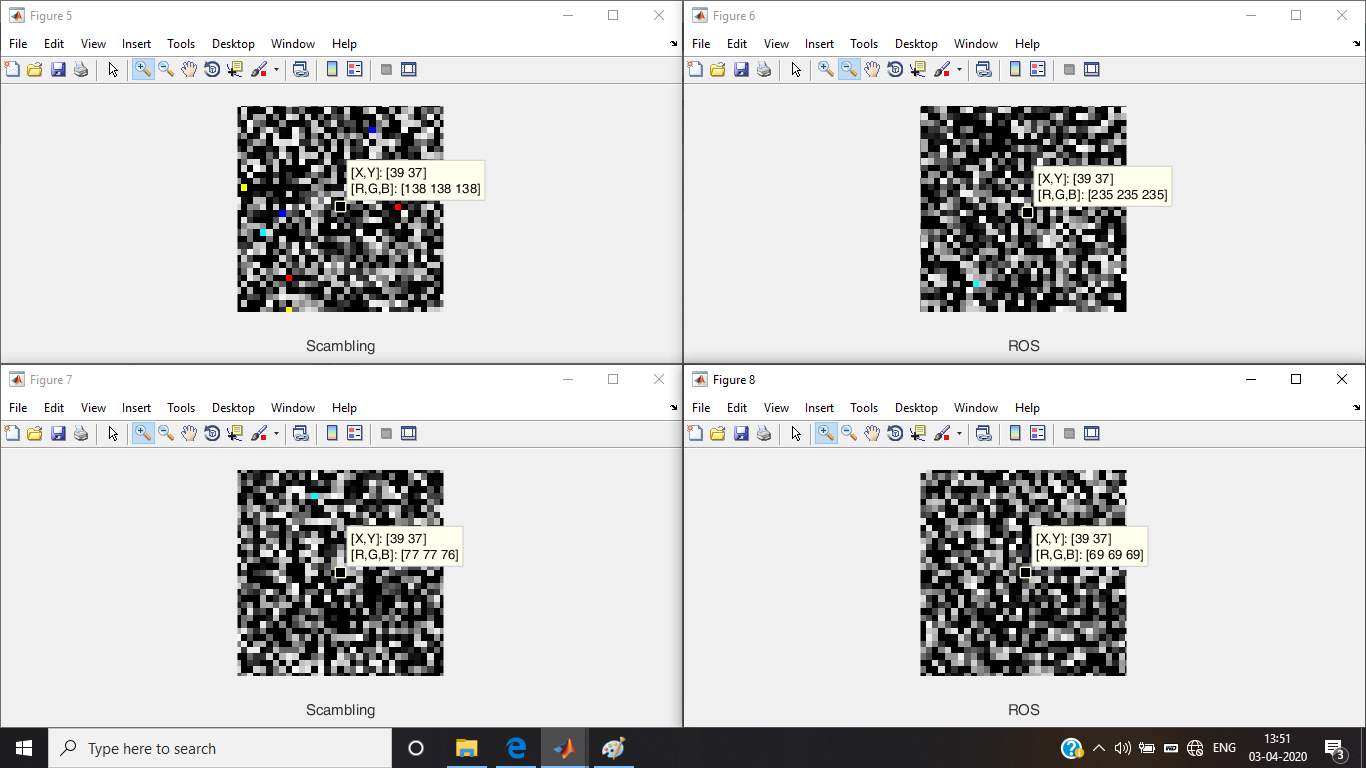 Figure 5
File Edit View Insert Tools Desktop Window Help
[X,Y]: [39 37]
[R,G,B]: [138 138 138]
Scambling
Figure 6
File Edit View Insert Tools Desktop Window Help
[X,Y]: [39 37]
[R,G,B]: [235 235 235]
ROS
Figure 7
File Edit View Insert Tools Desktop Window Help
[X,Y]: [39 37]
[R,G,B]: [77 77 76]
Scambling
Figure 8
File Edit View Insert Tools Desktop Window Help
[X,Y]: [39 37]
[R,G,B]: [69 69 69]
ROS
Type here to search
ENG
13:51
03-04-2020
3